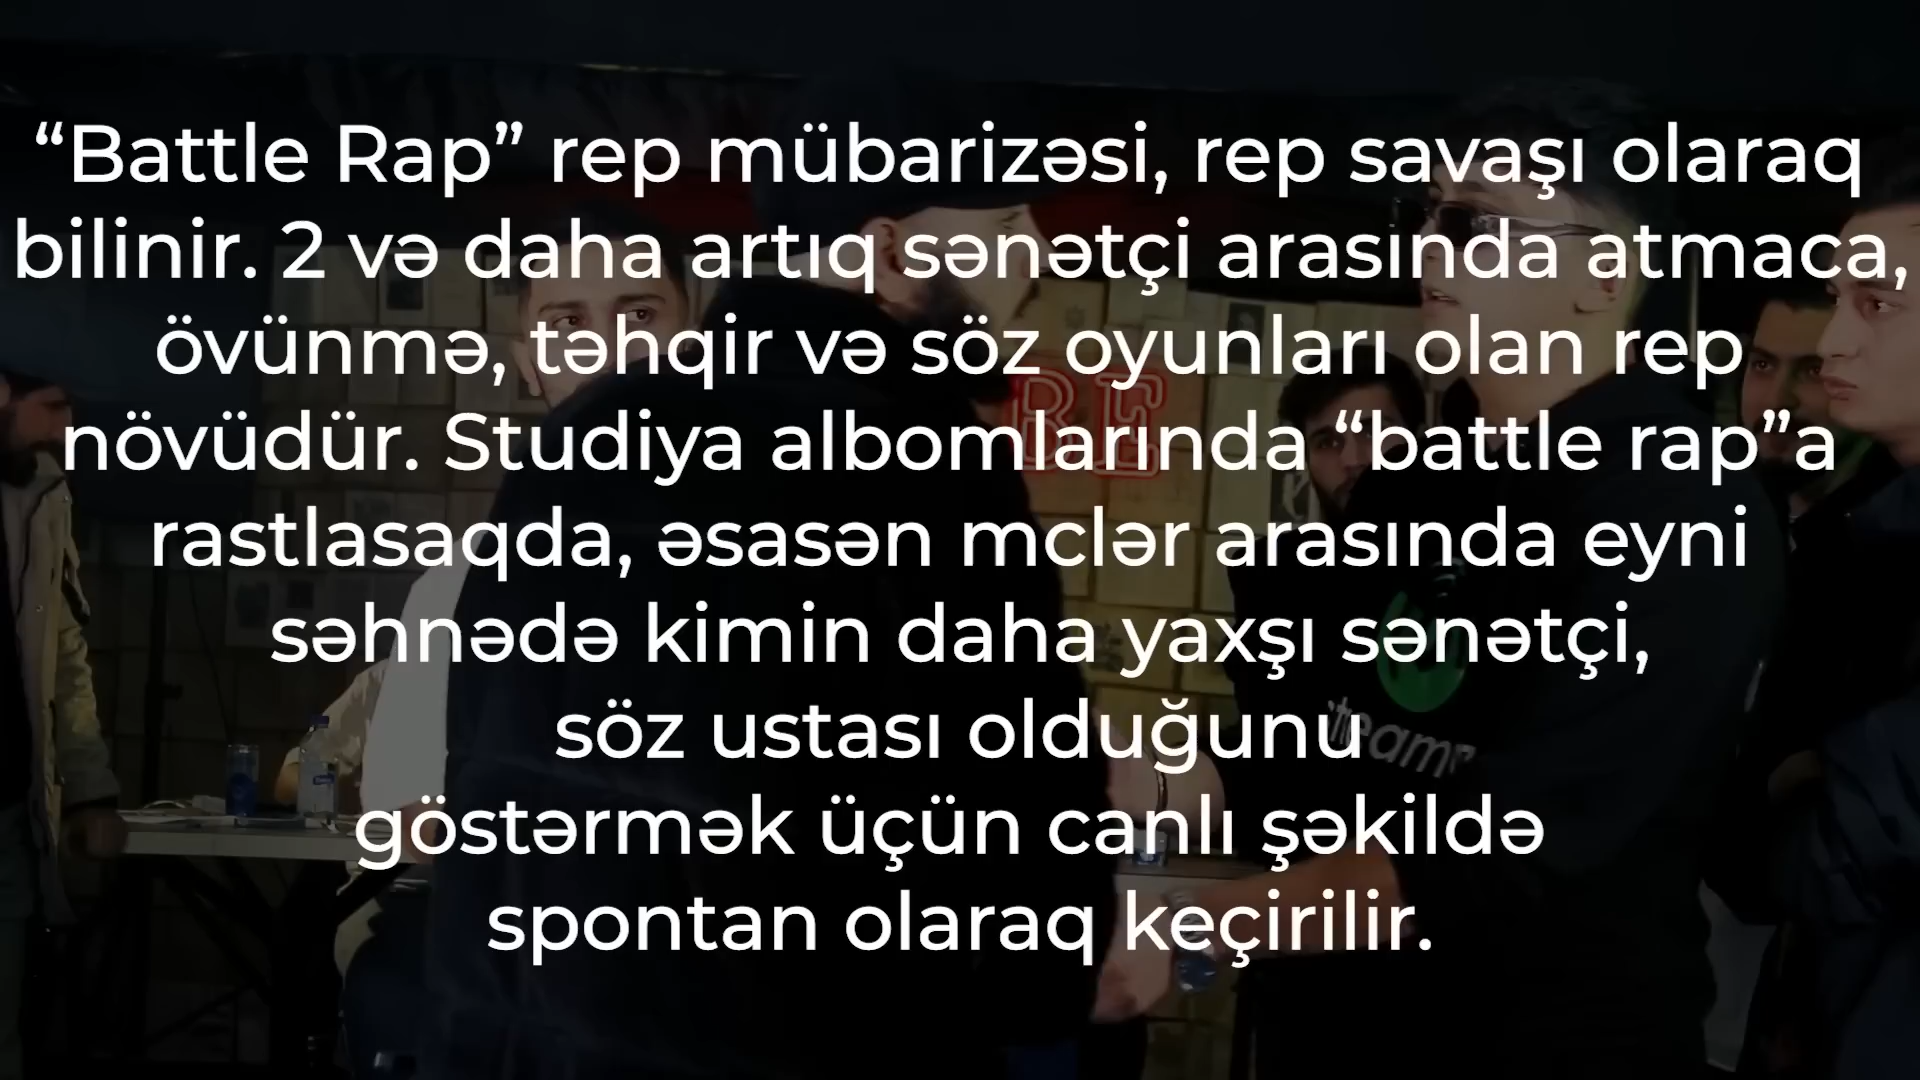 “Battle Rap” rep mübarizəsi, rep savaşı olaraq
bilinir. 2 və daha artıq sənətçi arasında atmaca,
övünmə, təhqir və söz oyunları olan rep
növüdür. Studiya albomlarında “battle rap”a
rastlasaqda, əsasən mclər arasında eyni
səhnədə kimin daha yaxşı sənətçi,
söz ustası olduğunu
göstərmək üçün canlı şəkildə
spontan olaraq keçirilir.
RE